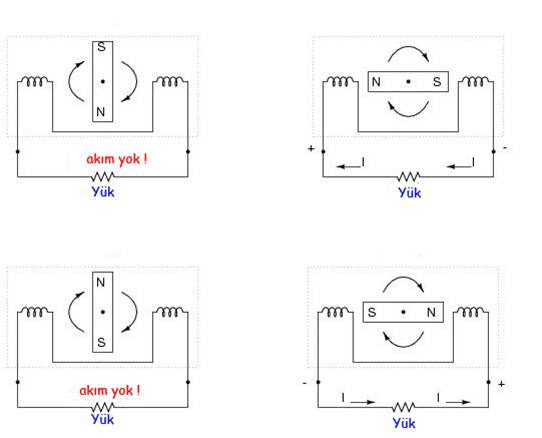 S
N
akım yok !
Yük
N S
+ -
I I
Yük
N
S
akım yok !
Yük
S N
- +
I I
Yük